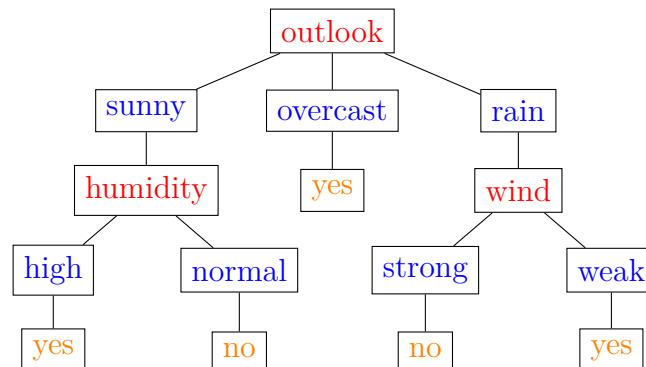 outlook
sunny overcast rain
humidity yes wind
high normal strong weak
yes no no yes